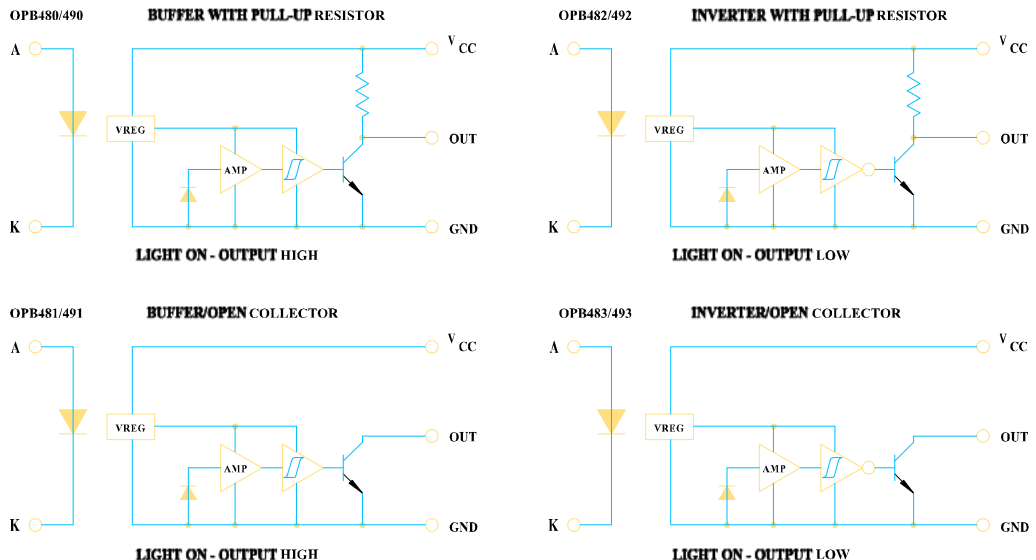 OPB480/490 BUFFER WITH PULL-UP RESISTOR
A
VCC
VREG
OUT
AMP
K
GND
LIGHT ON - OUTPUT HIGH
OPB482/492 INVERTER WITH PULL-UP RESISTOR
A
VCC
VREG
OUT
AMP
K
GND
LIGHT ON - OUTPUT LOW
OPB481/491 BUFFER/OPEN COLLECTOR
A
VCC
VREG
OUT
AMP
K
GND
LIGHT ON - OUTPUT HIGH
OPB483/493 INVERTER/OPEN COLLECTOR
A
VCC
VREG
OUT
AMP
K
GND
LIGHT ON - OUTPUT LOW